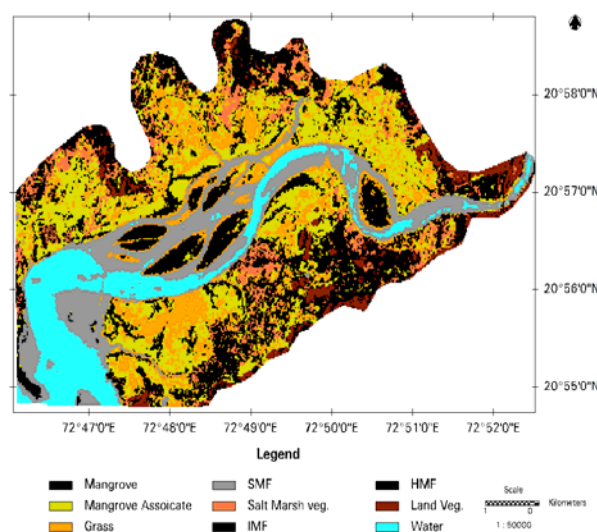 20°58'0"N
20°57'0"N
20°56'0"N
20°55'0"N
72°47'0"E 72°48'0"E 72°49'0"E 72°50'0"E 72°51'0"E 72°52'0"E
Legend
Mangrove SMF HMF Scale
Mangrove Assoicate Salt Marsh veg. Land Veg. 1 0 Kilometers
Grass IMF Water 1:50000